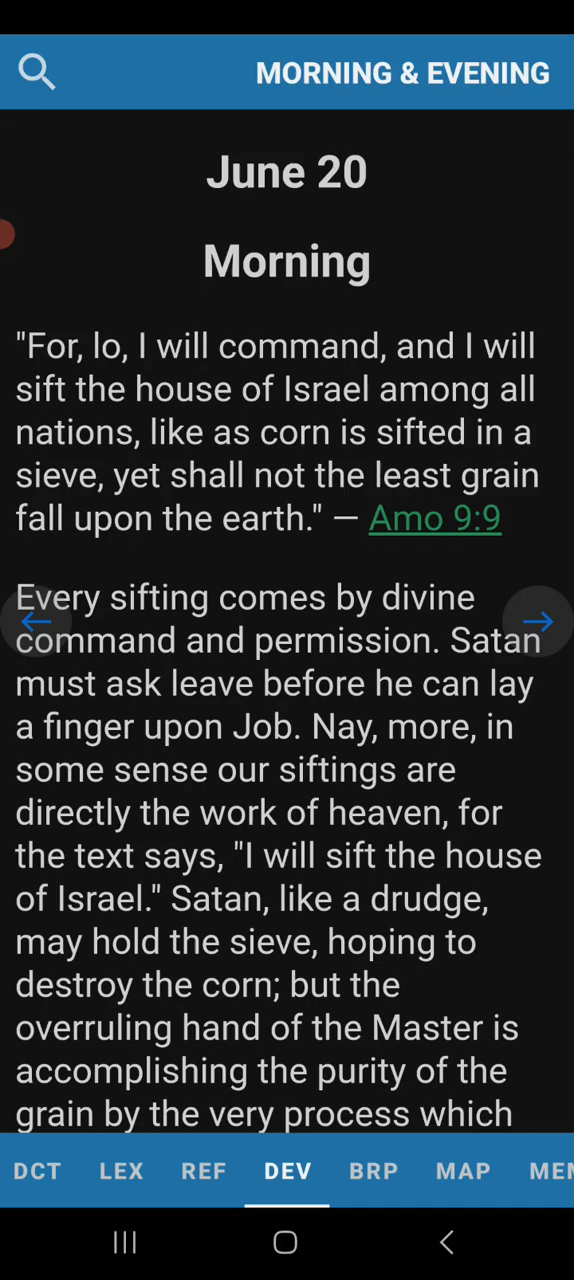 MORNING & EVENING
June 20
Morning
"For, lo, I will command, and I will
sift the house of Israel among all
nations, like as corn is sifted in a
sieve, yet shall not the least grain
fall upon the earth." — Amo 9:9
Every sifting comes by divine
command and permission. Satan
must ask leave before he can lay
a finger upon Job. Nay, more, in
some sense our siftings are
directly the work of heaven, for
the text says, "I will sift the house
of Israel." Satan, like a drudge,
may hold the sieve, hoping to
destroy the corn; but the
overruling hand of the Master is
accomplishing the purity of the
grain by the very process which
DCT LEX REF DEV BRP MAP MEM